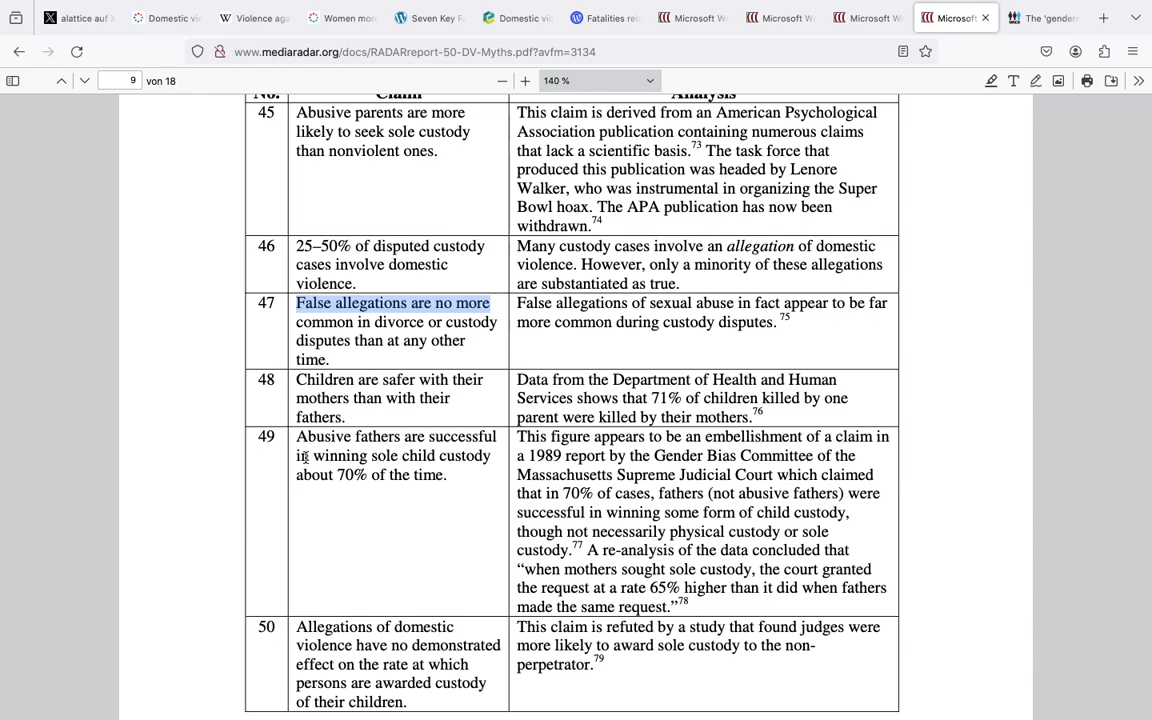 alattice auf X
Domestic vio
Violence aga
Women mor
Seven Key F
Domestic vio
Fatalities rela
Microsoft Wo
Microsoft Wo
Microsoft Wo
Microsoft
The 'gender
www.mediaradar.org/docs/RADARreport-50-DV-Myths.pdf?avfm=3134
9 von 18
140 %
No. Claim Analysis
45
Abusive parents are more
likely to seek sole custody
than nonviolent ones.
This claim is derived from an American Psychological
Association publication containing numerous claims
that lack a scientific basis.73 The task force that
produced this publication was headed by Lenore
Walker, who was instrumental in organizing the Super
Bowl hoax. The APA publication has now been
withdrawn.74
46
25–50% of disputed custody
cases involve domestic
violence.
Many custody cases involve an allegation of domestic
violence. However, only a minority of these allegations
are substantiated as true.
47
False allegations are no more
common in divorce or custody
disputes than at any other
time.
False allegations of sexual abuse in fact appear to be far
more common during custody disputes. 75
48
Children are safer with their
mothers than with their
fathers.
Data from the Department of Health and Human
Services shows that 71% of children killed by one
parent were killed by their mothers.76
49
Abusive fathers are successful
in winning sole child custody
about 70% of the time.
This figure appears to be an embellishment of a claim in
a 1989 report by the Gender Bias Committee of the
Massachusetts Supreme Judicial Court which claimed
that in 70% of cases, fathers (not abusive fathers) were
successful in winning some form of child custody,
though not necessarily physical custody or sole
custody.77 A re-analysis of the data concluded that
“when mothers sought sole custody, the court granted
the request at a rate 65% higher than it did when fathers
made the same request.”78
50
Allegations of domestic
violence have no demonstrated
effect on the rate at which
persons are awarded custody
of their children.
This claim is refuted by a study that found judges were
more likely to award sole custody to the non-
perpetrator.79